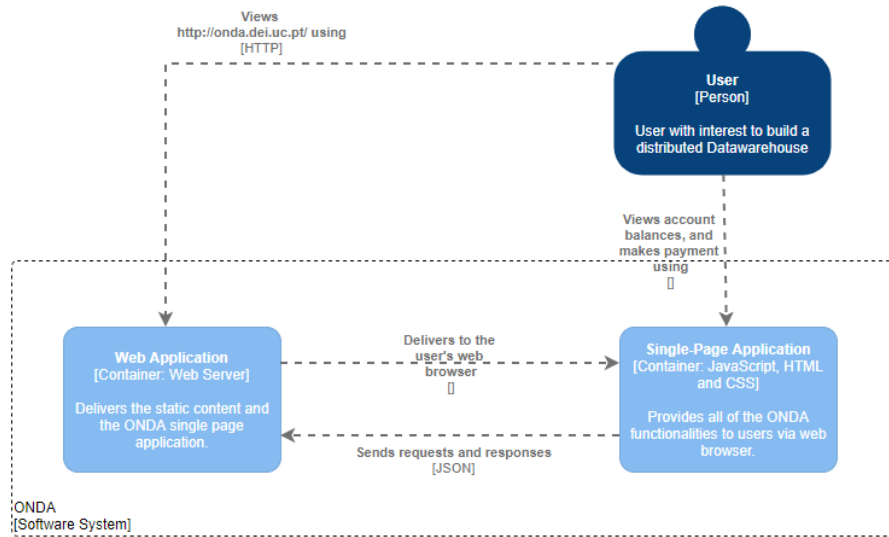 Views
http://onda.dei.uc.pt/ using
[HTTP]
User
[Person]
User with interest to build a
distributed Datawarehouse
Views account
balances, and
makes payment
using
[]
Web Application
[Container: Web Server]
Delivers the static content and
the ONDA single page
application.
Delivers to the
user's web
browser
[]
Single-Page Application
[Container: JavaScript, HTML
and CSS]
Provides all of the ONDA
functionalities to users via web
browser.
Sends requests and responses
[JSON]
ONDA
[Software System]